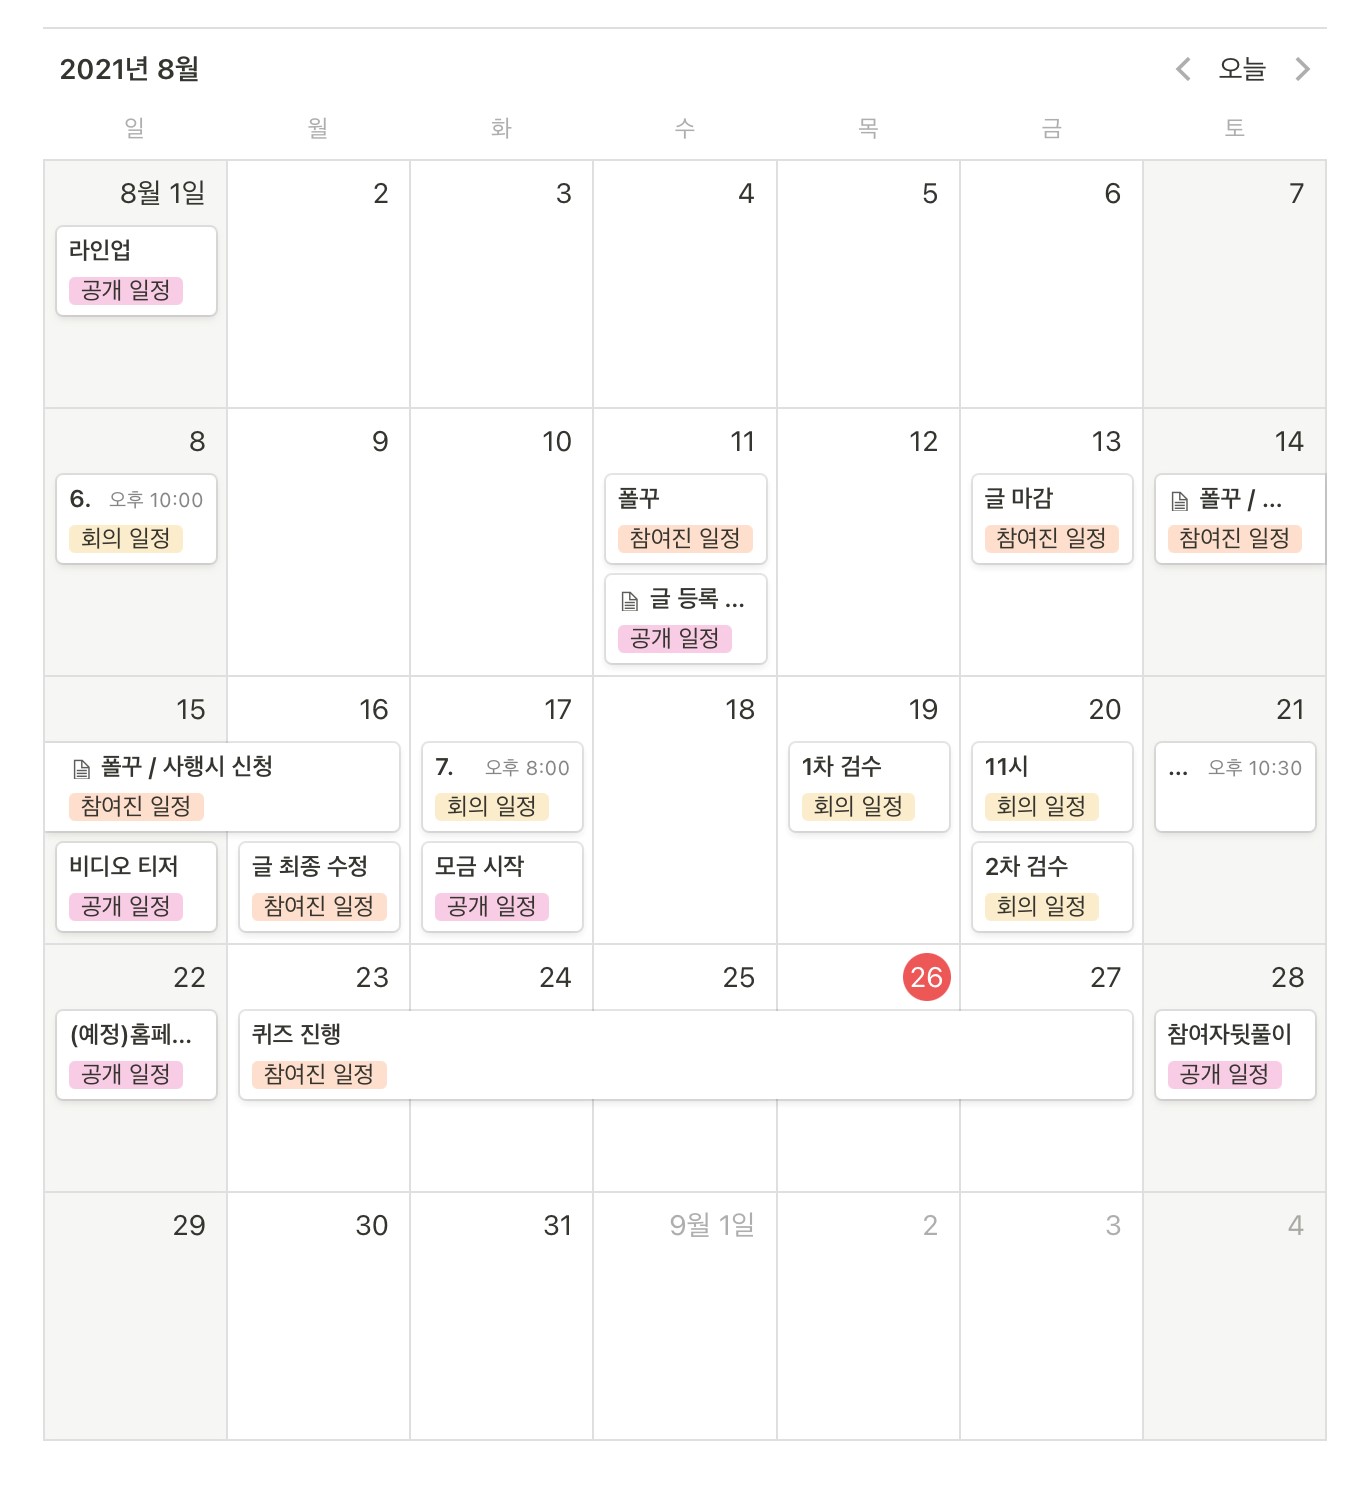 2021년 8월
오늘
일 월 화 수 목 금 토
8월 1일 2 3 4 5 6 7
라인업
공개 일정
8 9 10 11 12 13 14
6. 오후 10:00
회의 일정
폴꾸
참여진 일정
글 등록 ...
공개 일정
글 마감
참여진 일정
폴꾸 / ...
참여진 일정
15 16 17 18 19 20 21
폴꾸 / 사행시 신청
참여진 일정
비디오 티저
공개 일정
글 최종 수정
참여진 일정
7. 오후 8:00
회의 일정
모금 시작
공개 일정
1차 검수
회의 일정
11시
회의 일정
2차 검수
회의 일정
... 오후 10:30
22 23 24 25 26 27 28
(예정)홈페...
공개 일정
퀴즈 진행
참여진 일정
참여자뒷풀이
공개 일정
29 30 31 9월 1일 2 3 4